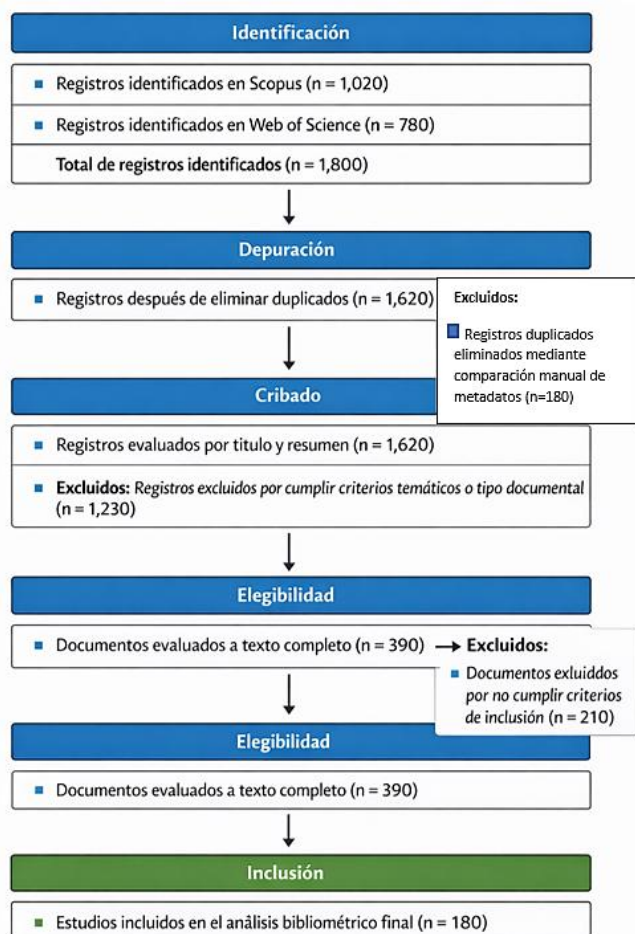 Identificación
Registros identificados en Scopus (n = 1,020)
Registros identificados en Web of Science (n = 780)
Total de registros identificados (n = 1,800)
Depuración
Registros después de eliminar duplicados (n = 1,620)
Excluidos:
Registros duplicados
eliminados mediante
comparación manual de
metadatos (n=180)
Cribado
Registros evaluados por titulo y resumen (n = 1,620)
Excluidos: Registros excluidos por cumplir criterios temáticos o tipo documental
(n = 1,230)
Elegibilidad
Documentos evaluados a texto completo (n = 390)
Excluidos:
Documentos exluiddos
por no cumplir criterios
de inclusión (n = 210)
Elegibilidad
Documentos evaluados a texto completo (n = 390)
Inclusión
Estudios incluidos en el anàlisis bibliométrico final (n = 180)